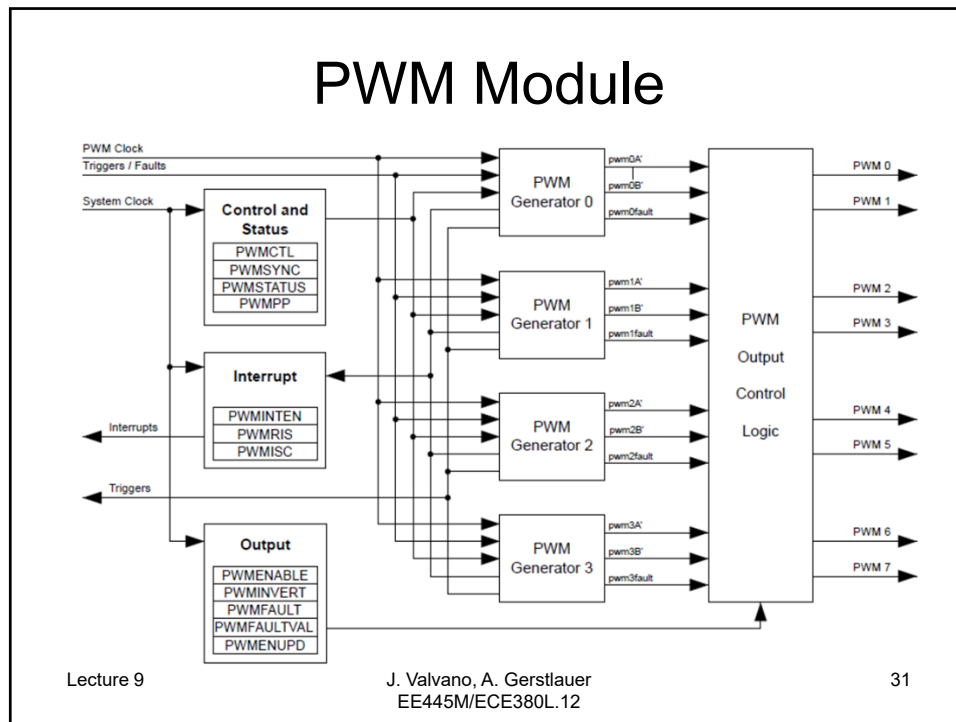 PWM Module
PWM Clock
Triggers / Faults
System Clock
Control and
Status
PWMCTL
PWMSYNC
PWMSTATUS
PWMPP
Interrupt
PWMINTEN
PWMRIS
PWMISC
Interrupts
Triggers
Output
PWMENABLE
PWMINVERT
PWMFAULT
PWMFAULTVAL
PWMENUPD
PWM
Generator 0
pwm0A'
pwm0B'
pwm0fault
PWM
Generator 1
pwm1A'
pwm1B'
pwm1fault
PWM
Generator 2
pwm2A'
pwm2B'
pwm2fault
PWM
Generator 3
pwm3A'
pwm3B'
pwm3fault
PWM
Output
Control
Logic
PWM 0
PWM 1
PWM 2
PWM 3
PWM 4
PWM 5
PWM 6
PWM 7
Lecture 9
J. Valvano, A. Gerstlauer
EE445M/ECE380L.12
31